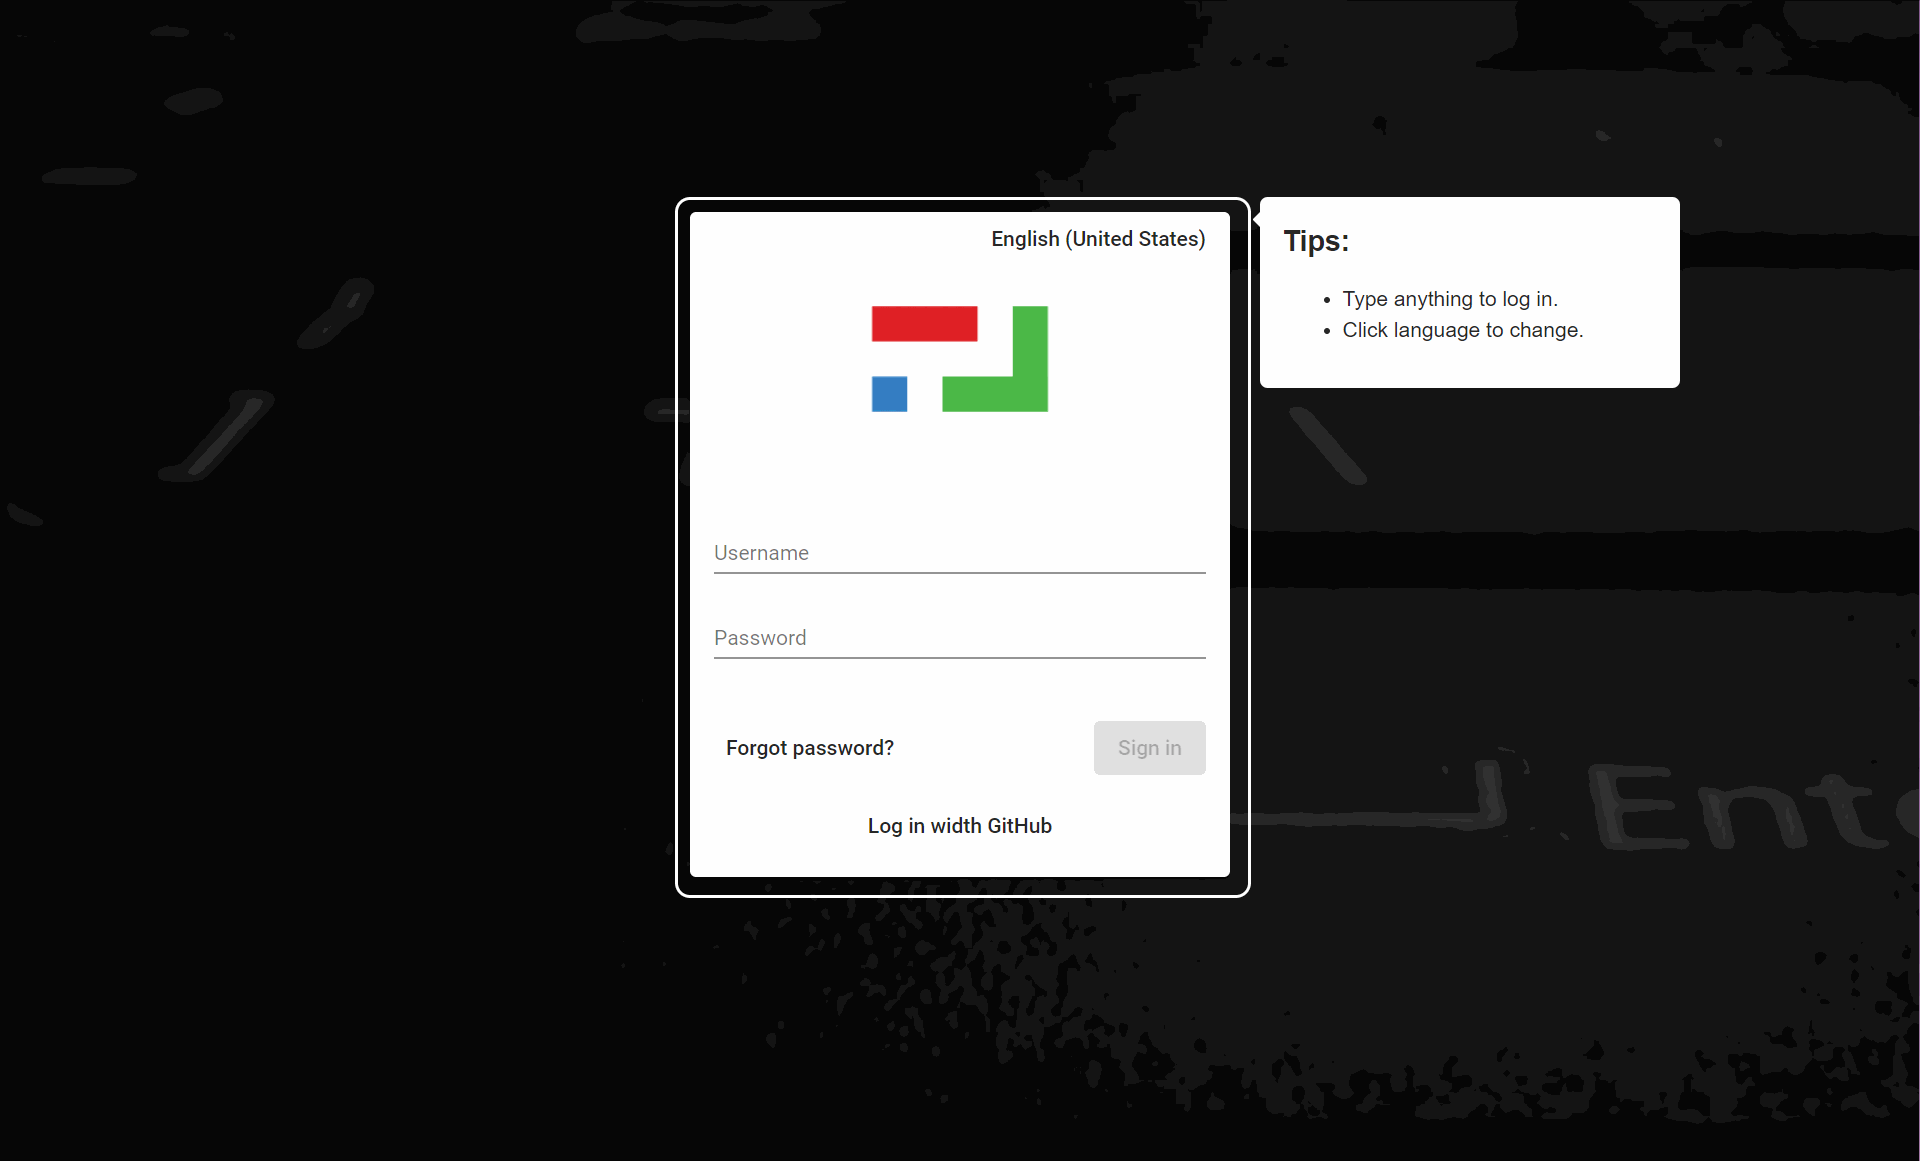 English (United States)
Tips:
Type anything to log in.
Click language to change.
Username
Password
Forgot password?
Sign in
Log in width GitHub
Ente